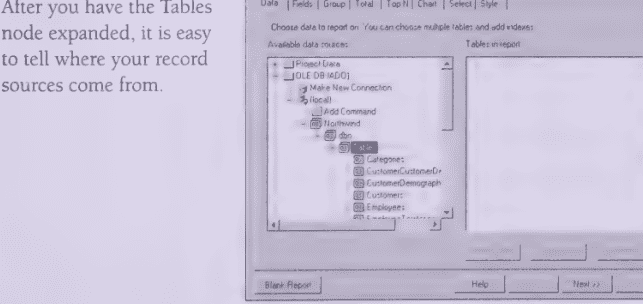 After you have the Tables
node expanded, it is easy
to tell where your record
sources come from.
Data | Fields | Group | Total | Top N | Chart | Select | Style |
Choose data to report on. You can choose multiple tables and add indexes.
Available data sources:
Tables in report
Project Data
OLE DB (ADO)
Make New Connection
(local)
Add Command
Northwind
dbo
Table
Categories
CustomerCustomerDe
CustomerDemograph
Customers
Employees
Blank Report
Help
Next >>